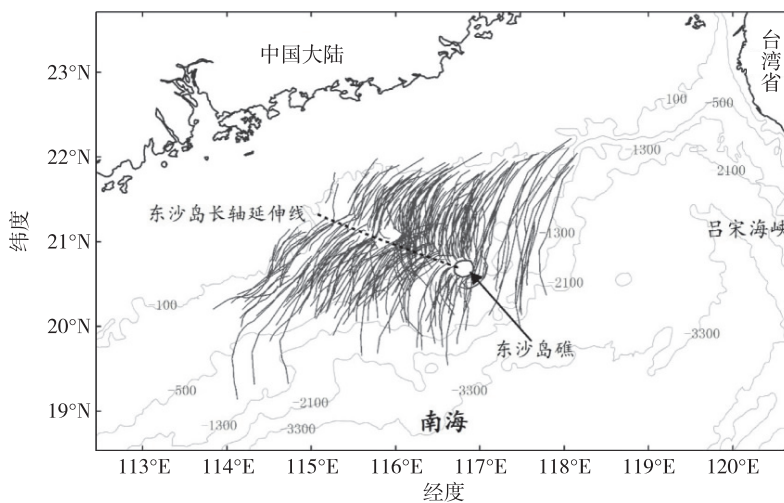 中国大陆
台湾省
23°N
-500
100
22°N
1300
2100
东沙岛长轴延伸线
纬度
21°N
-1300
吕宋海峡
-2100
-100
20°N
-3300
东沙岛礁
-500
-3300
-2100
19°N
-1300
-3300
南海
113°E 114°E 115°E 116°E 117°E 118°E 119°E 120°E
经度